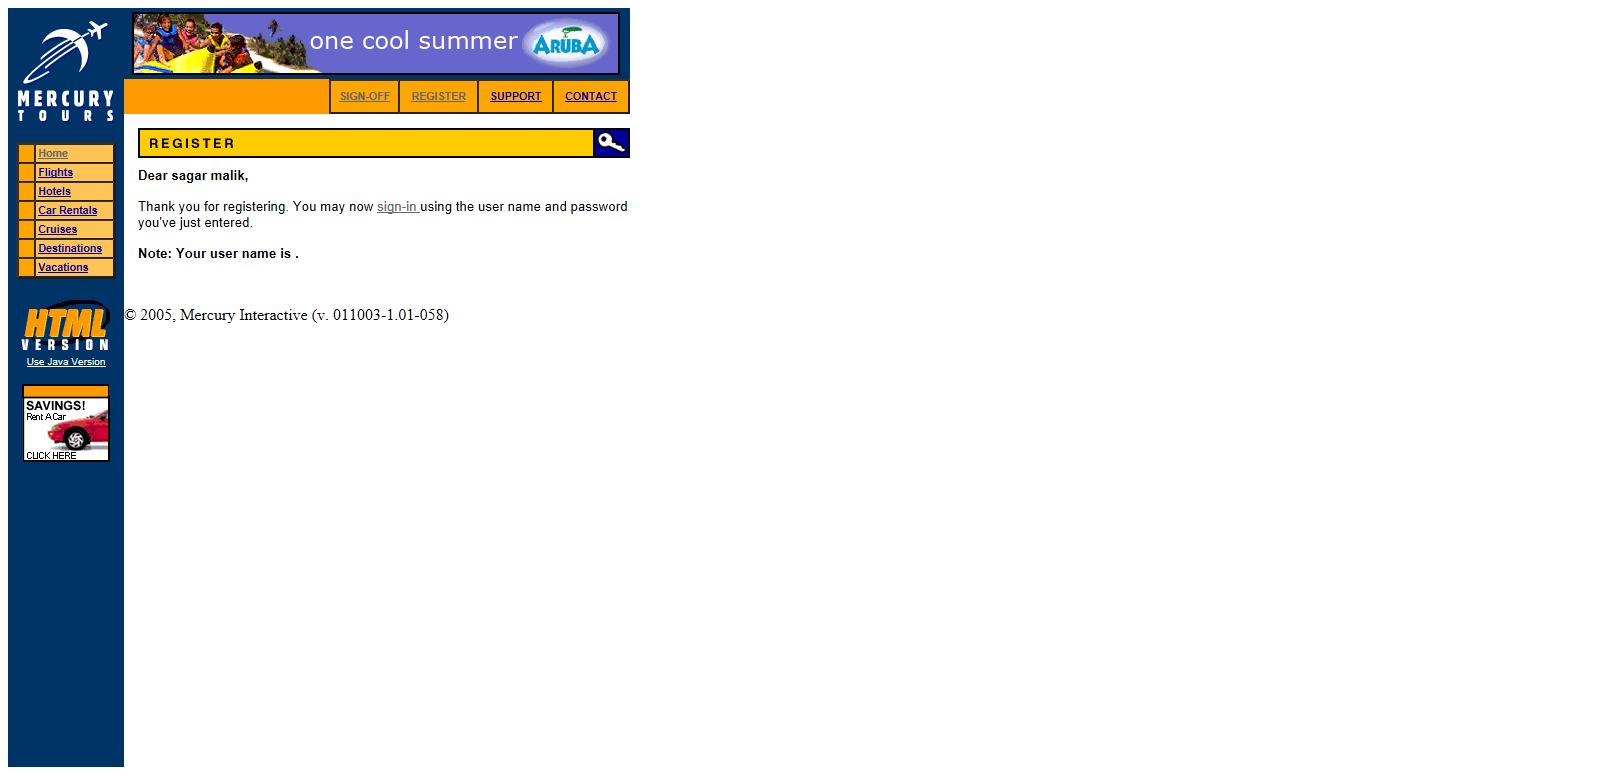 MERCURY
TOURS
one cool summer
ARUBA
SIGN-OFF
REGISTER
SUPPORT
CONTACT
Home
Flights
Hotels
Car Rentals
Cruises
Destinations
Vacations
HTML
VERSION
Use Java Version
SAVINGS!
Rent A Car
CLICK HERE
REGISTER
Dear sagar malik,
Thank you for registering. You may now sign-in using the user name and password
you've just entered.
Note: Your user name is .
© 2005, Mercury Interactive (v. 011003-1.01-058)